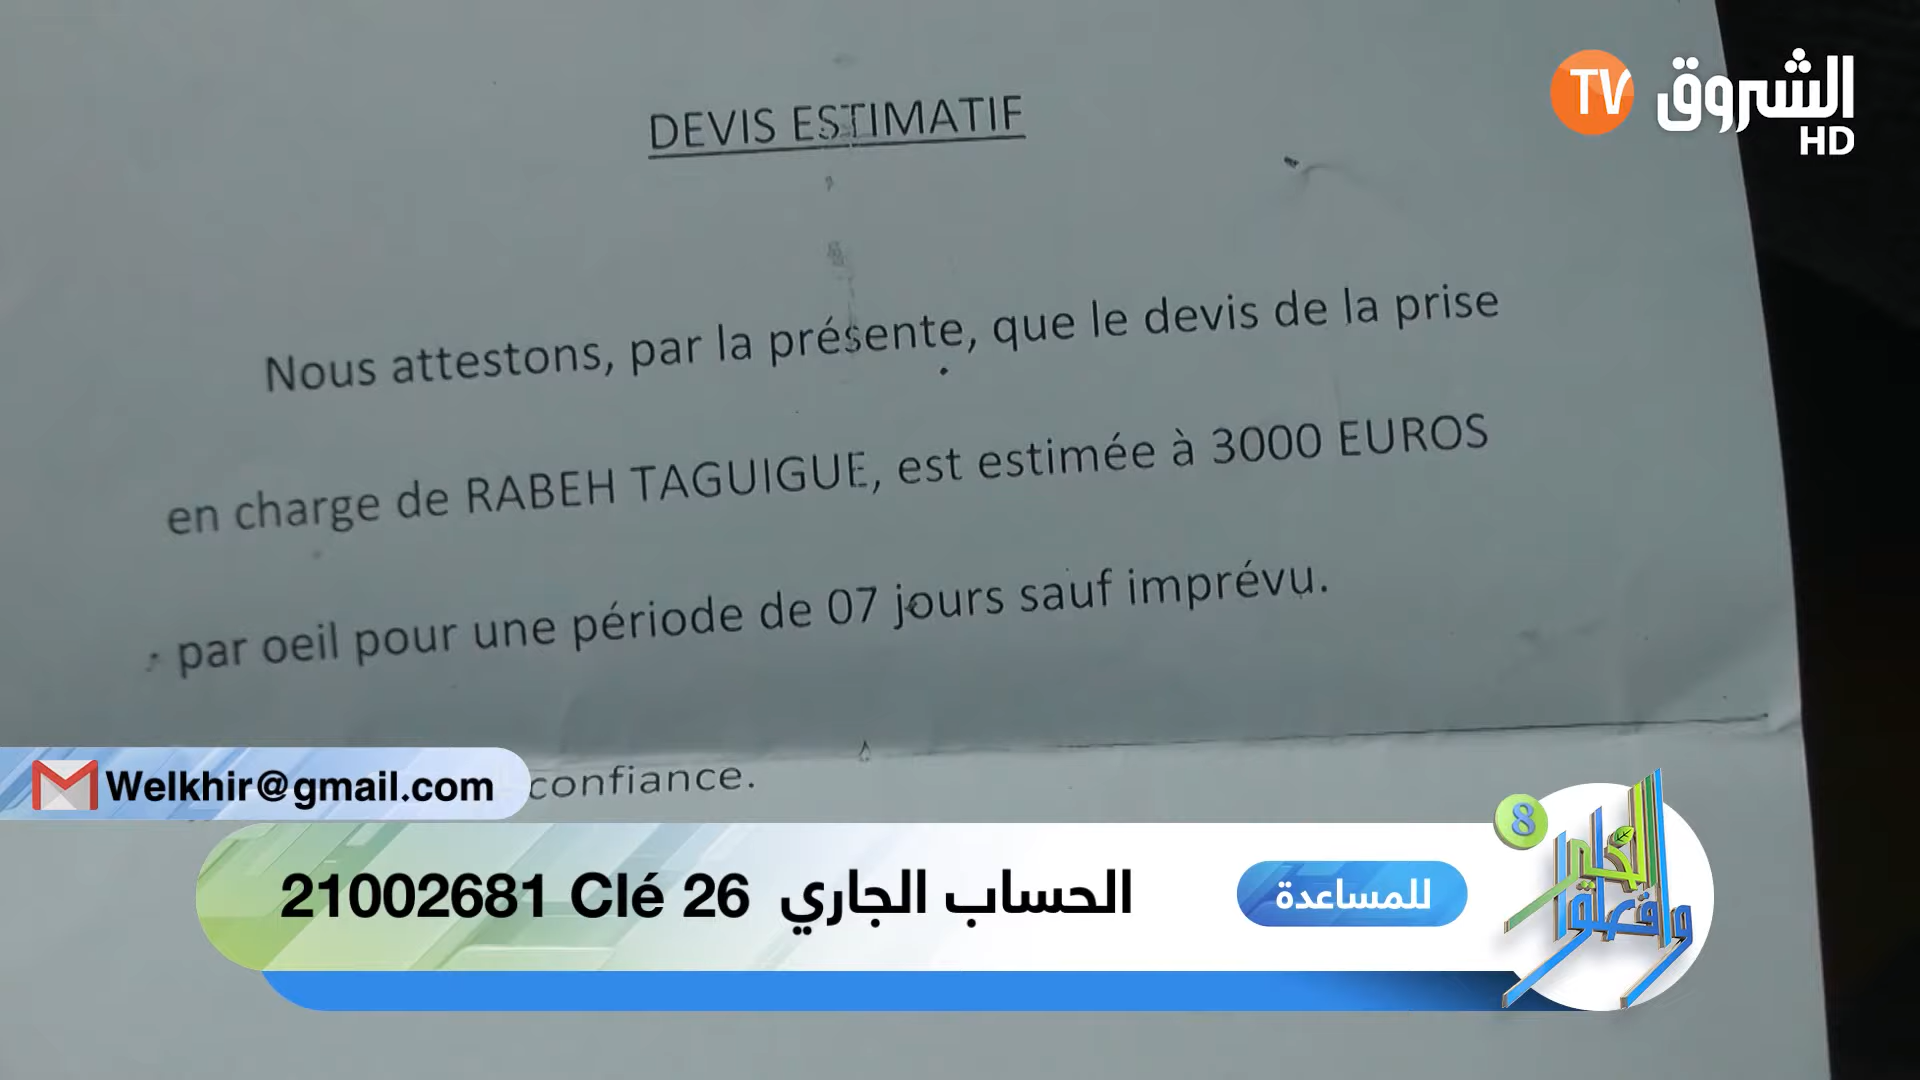 TV الشروق
HD
DEVIS ESTIMATIF
Nous attestons, par la présente, que le devis de la prise
en charge de RABEH TAGUIGUE, est estimée à 3000 EUROS
par oeil pour une période de 07 jours sauf imprévu.
confiance.
Welkhir@gmail.com
للمساعدة
الحساب الجاري 21002681 Clé 26
8
وافعلوا الخير